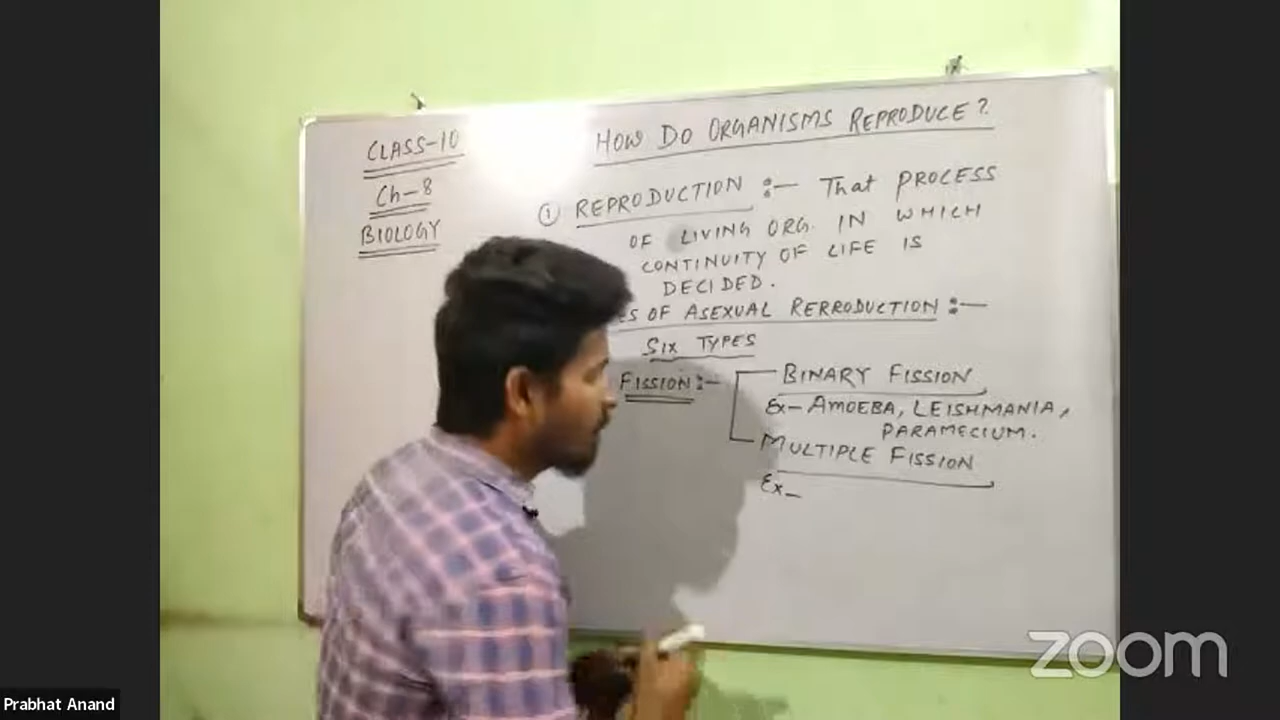 CLASS-10
Ch-8
BIOLOGY
HOW DO ORGANISMS REPRODUCE?
① REPRODUCTION :- That PROCESS
OF LIVING ORG. IN WHICH
CONTINUITY OF LIFE IS
DECIDED.
ES OF ASEXUAL RERRODUCTION :-
SIX TYPES
FISSION :-
BINARY FISSION
Ex- AMOEBA, LEISHMANIA,
PARAMECIUM.
MULTIPLE FISSION
Ex-
zoom
Prabhat Anand